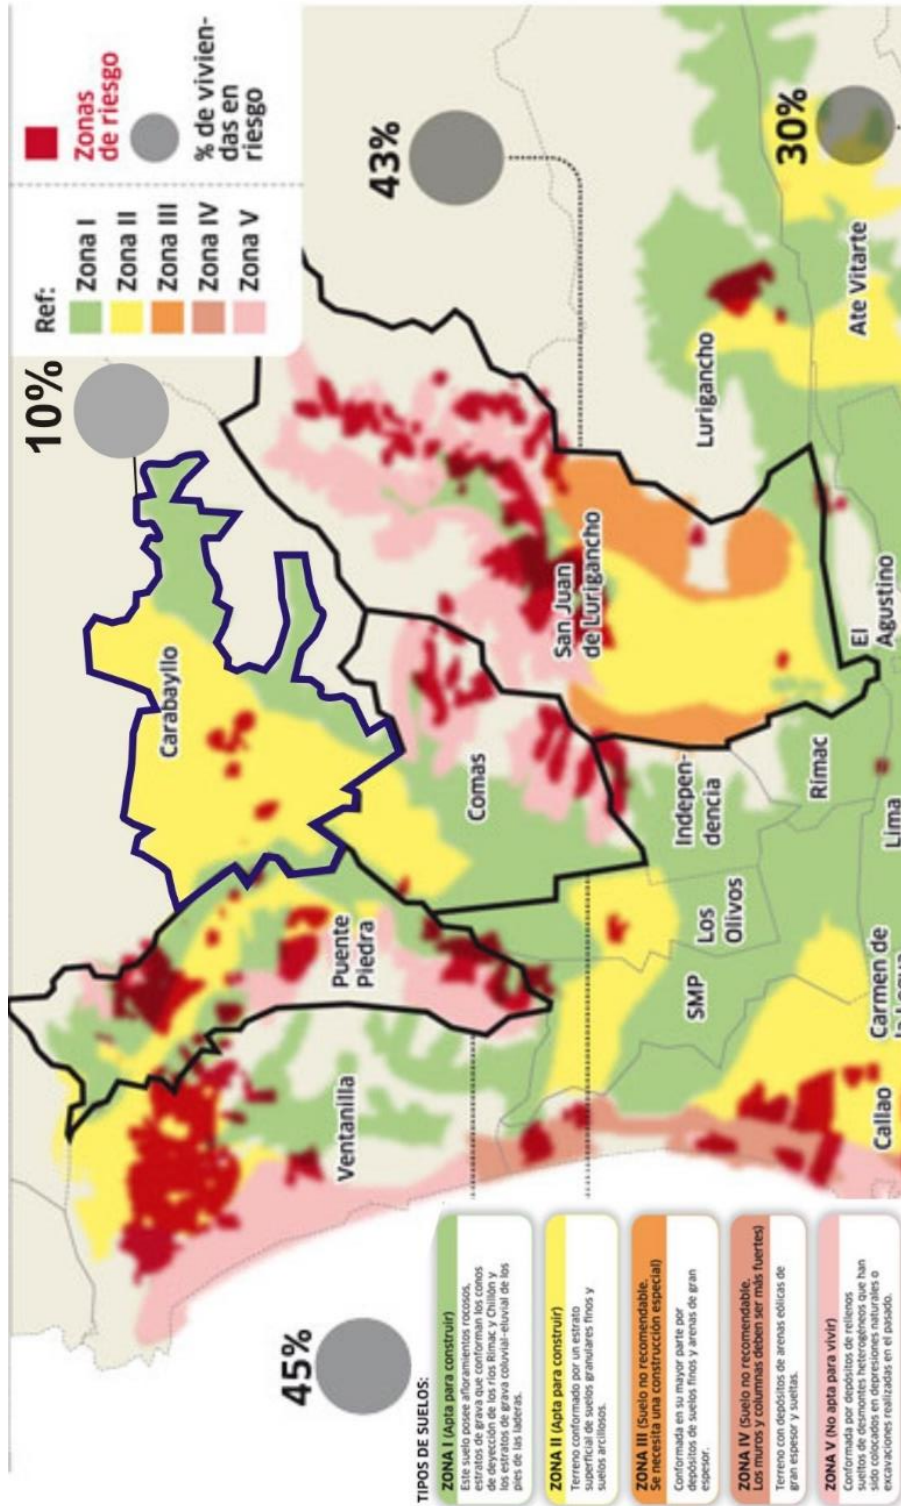 Ref:
Zona I
Zona II
Zona III
Zona IV
Zona V
Zonas
de riesgo
% de vivien-
das en
riesgo
10%
43%
30%
45%
Carabayllo
Puente
Piedra
Ventanilla
Comas
San Juan
de Lurigancho
Lurigancho
Ate Vitarte
Indepen-
dencia
Los
Olivos
SMP
Rímac
El
Agustino
Lima
Carmen de
Callao
TIPOS DE SUELOS:
ZONA I (Apta para construir)
Este suelo posee afloramientos rocosos,
estratos de grava que conforman los conos
de deyección de los ríos Rímac y Chillón y
los estratos de grava coluvial-eluvial de los
pies de las laderas.
ZONA II (Apta para construir)
Terreno conformado por un estrato
superficial de suelos granulares finos y
suelos arcillosos.
ZONA III (Suelo no recomendable.
Se necesita una construcción especial)
Conformada en su mayor parte por
depósitos de suelos finos y arenas de gran
espesor.
ZONA IV (Suelo no recomendable.
Los muros y columnas deben ser más fuertes)
Terreno con depósitos de arenas eólicas de
gran espesor y sueltas.
ZONA V (No apta para vivir)
Conformada por depósitos de rellenos
sueltos de desmontes heterogéneos que han
sido colocados en depresiones naturales o
excavaciones realizadas en el pasado.